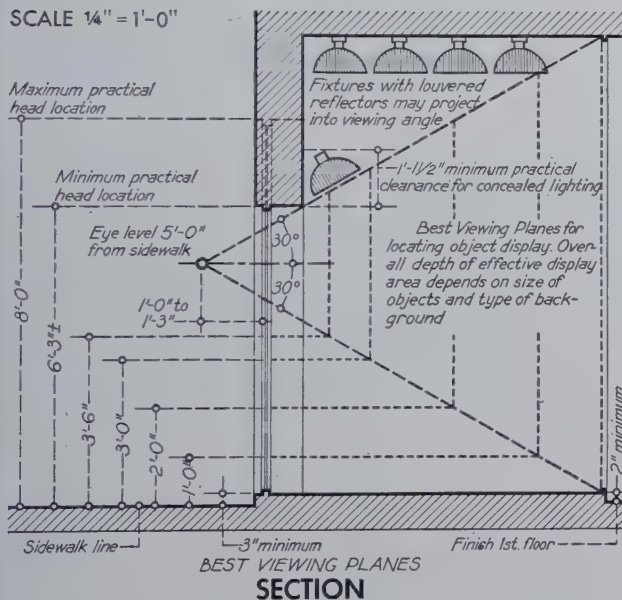 SCALE ¼" = 1'-0"
Maximum practical
head location
Fixtures with louvered
reflectors may project
into viewing angle
Minimum practical
head location
1'-1½" minimum practical
clearance for concealed lighting
Eye level 5'-0"
from sidewalk
30°
30°
Best Viewing Planes for
locating object display. Over-
all depth of effective display
area depends on size of
objects and type of back-
ground
1'-0" to
1'-3"
8'-0"
6'-3"±
3'-6"
3'-0"
2'-0"
1'-0"
2" minimum
Sidewalk line
3" minimum
Finish 1st. floor
BEST VIEWING PLANES
SECTION